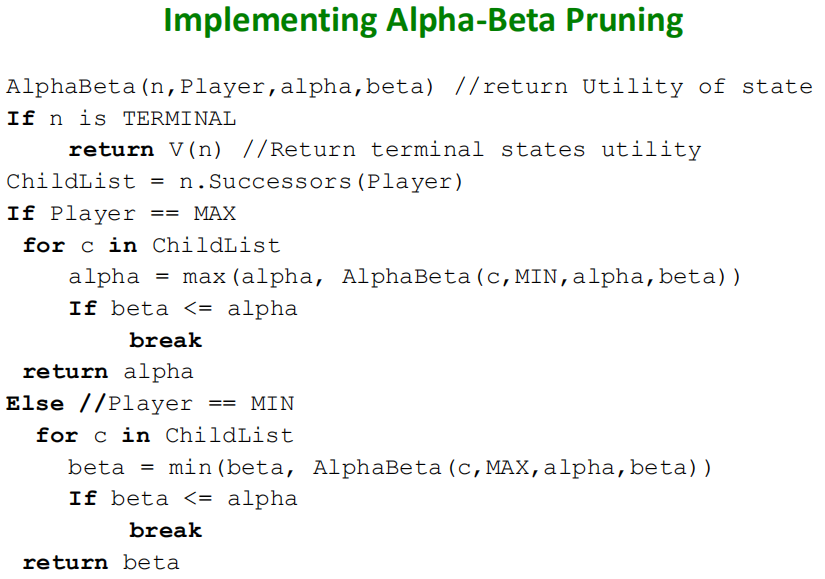 Implementing Alpha-Beta Pruning
AlphaBeta(n,Player,alpha,beta) //return Utility of state
If n is TERMINAL
return V(n) //Return terminal states utility
ChildList = n.Successors(Player)
If Player == MAX
for c in ChildList
alpha = max(alpha, AlphaBeta(c,MIN,alpha,beta))
If beta <= alpha
break
return alpha
Else //Player == MIN
for c in ChildList
beta = min(beta, AlphaBeta(c,MAX,alpha,beta))
If beta <= alpha
break
return beta